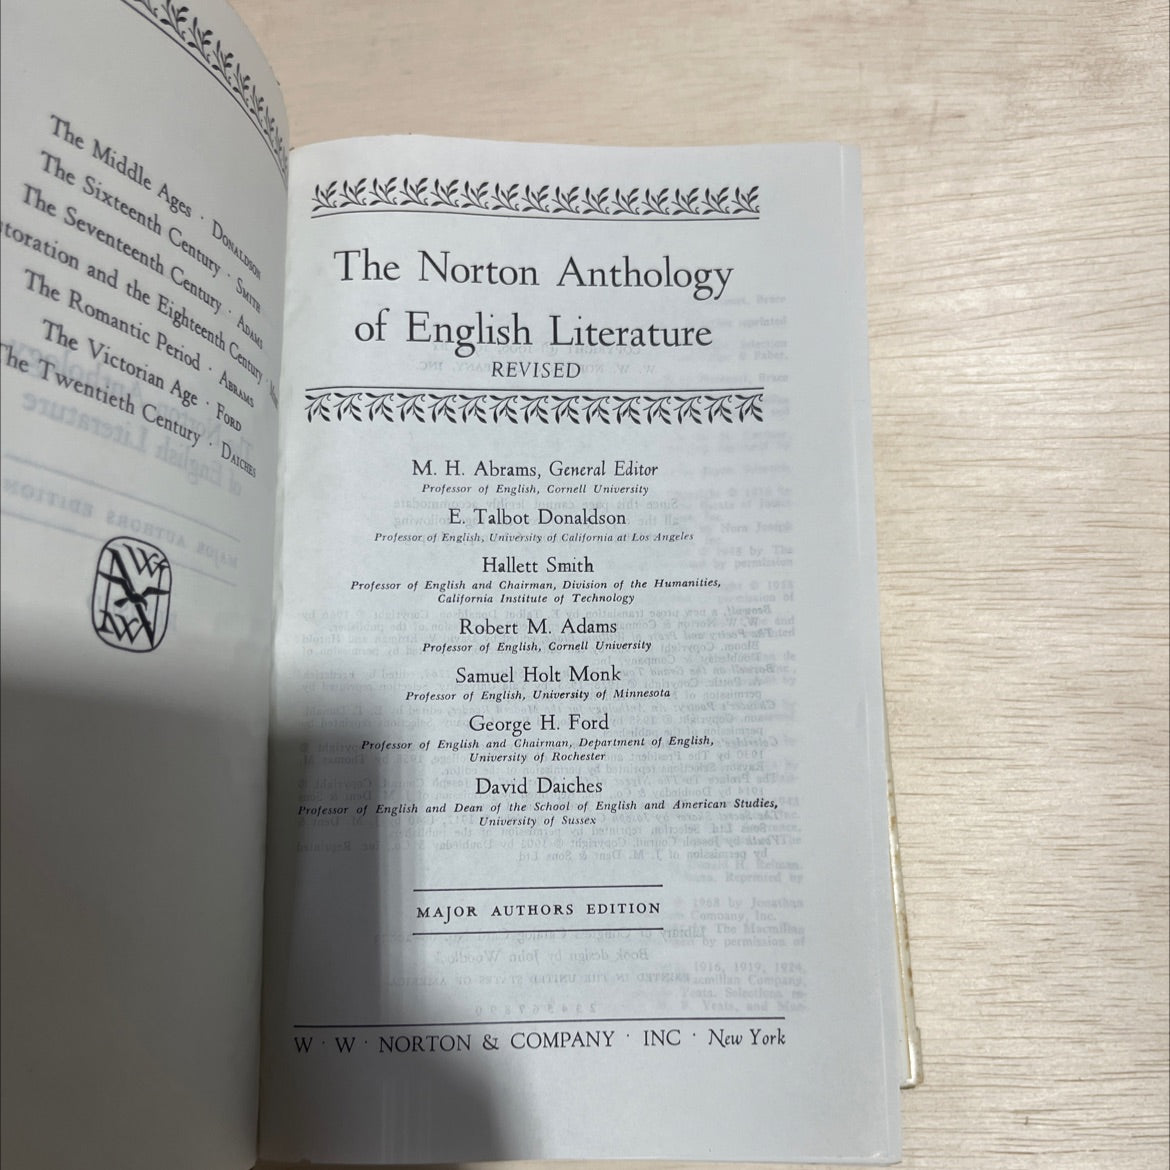 The Middle Ages · DONALDSON
The Sixteenth Century · SMITH
The Seventeenth Century · ADAMS
and the Eighteenth Century ·
The Romantic Period · ABRAMS
The Victorian Age · FORD
The Twentieth Century · DAICHES
The Norton Anthology
of English Literature
REVISED
M. H. Abrams, General Editor
Professor of English, Cornell University
E. Talbot Donaldson
Professor of English, University of California at Los Angeles
Hallett Smith
Professor of English and Chairman, Division of the Humanities,
California Institute of Technology
Robert M. Adams
Professor of English, Cornell University
Samuel Holt Monk
Professor of English, University of Minnesota
George H. Ford
Professor of English and Chairman, Department of English,
University of Rochester
David Daiches
Professor of English and Dean of the School of English and American Studies,
University of Sussex
MAJOR AUTHORS EDITION
W · W · NORTON & COMPANY · INC · New York